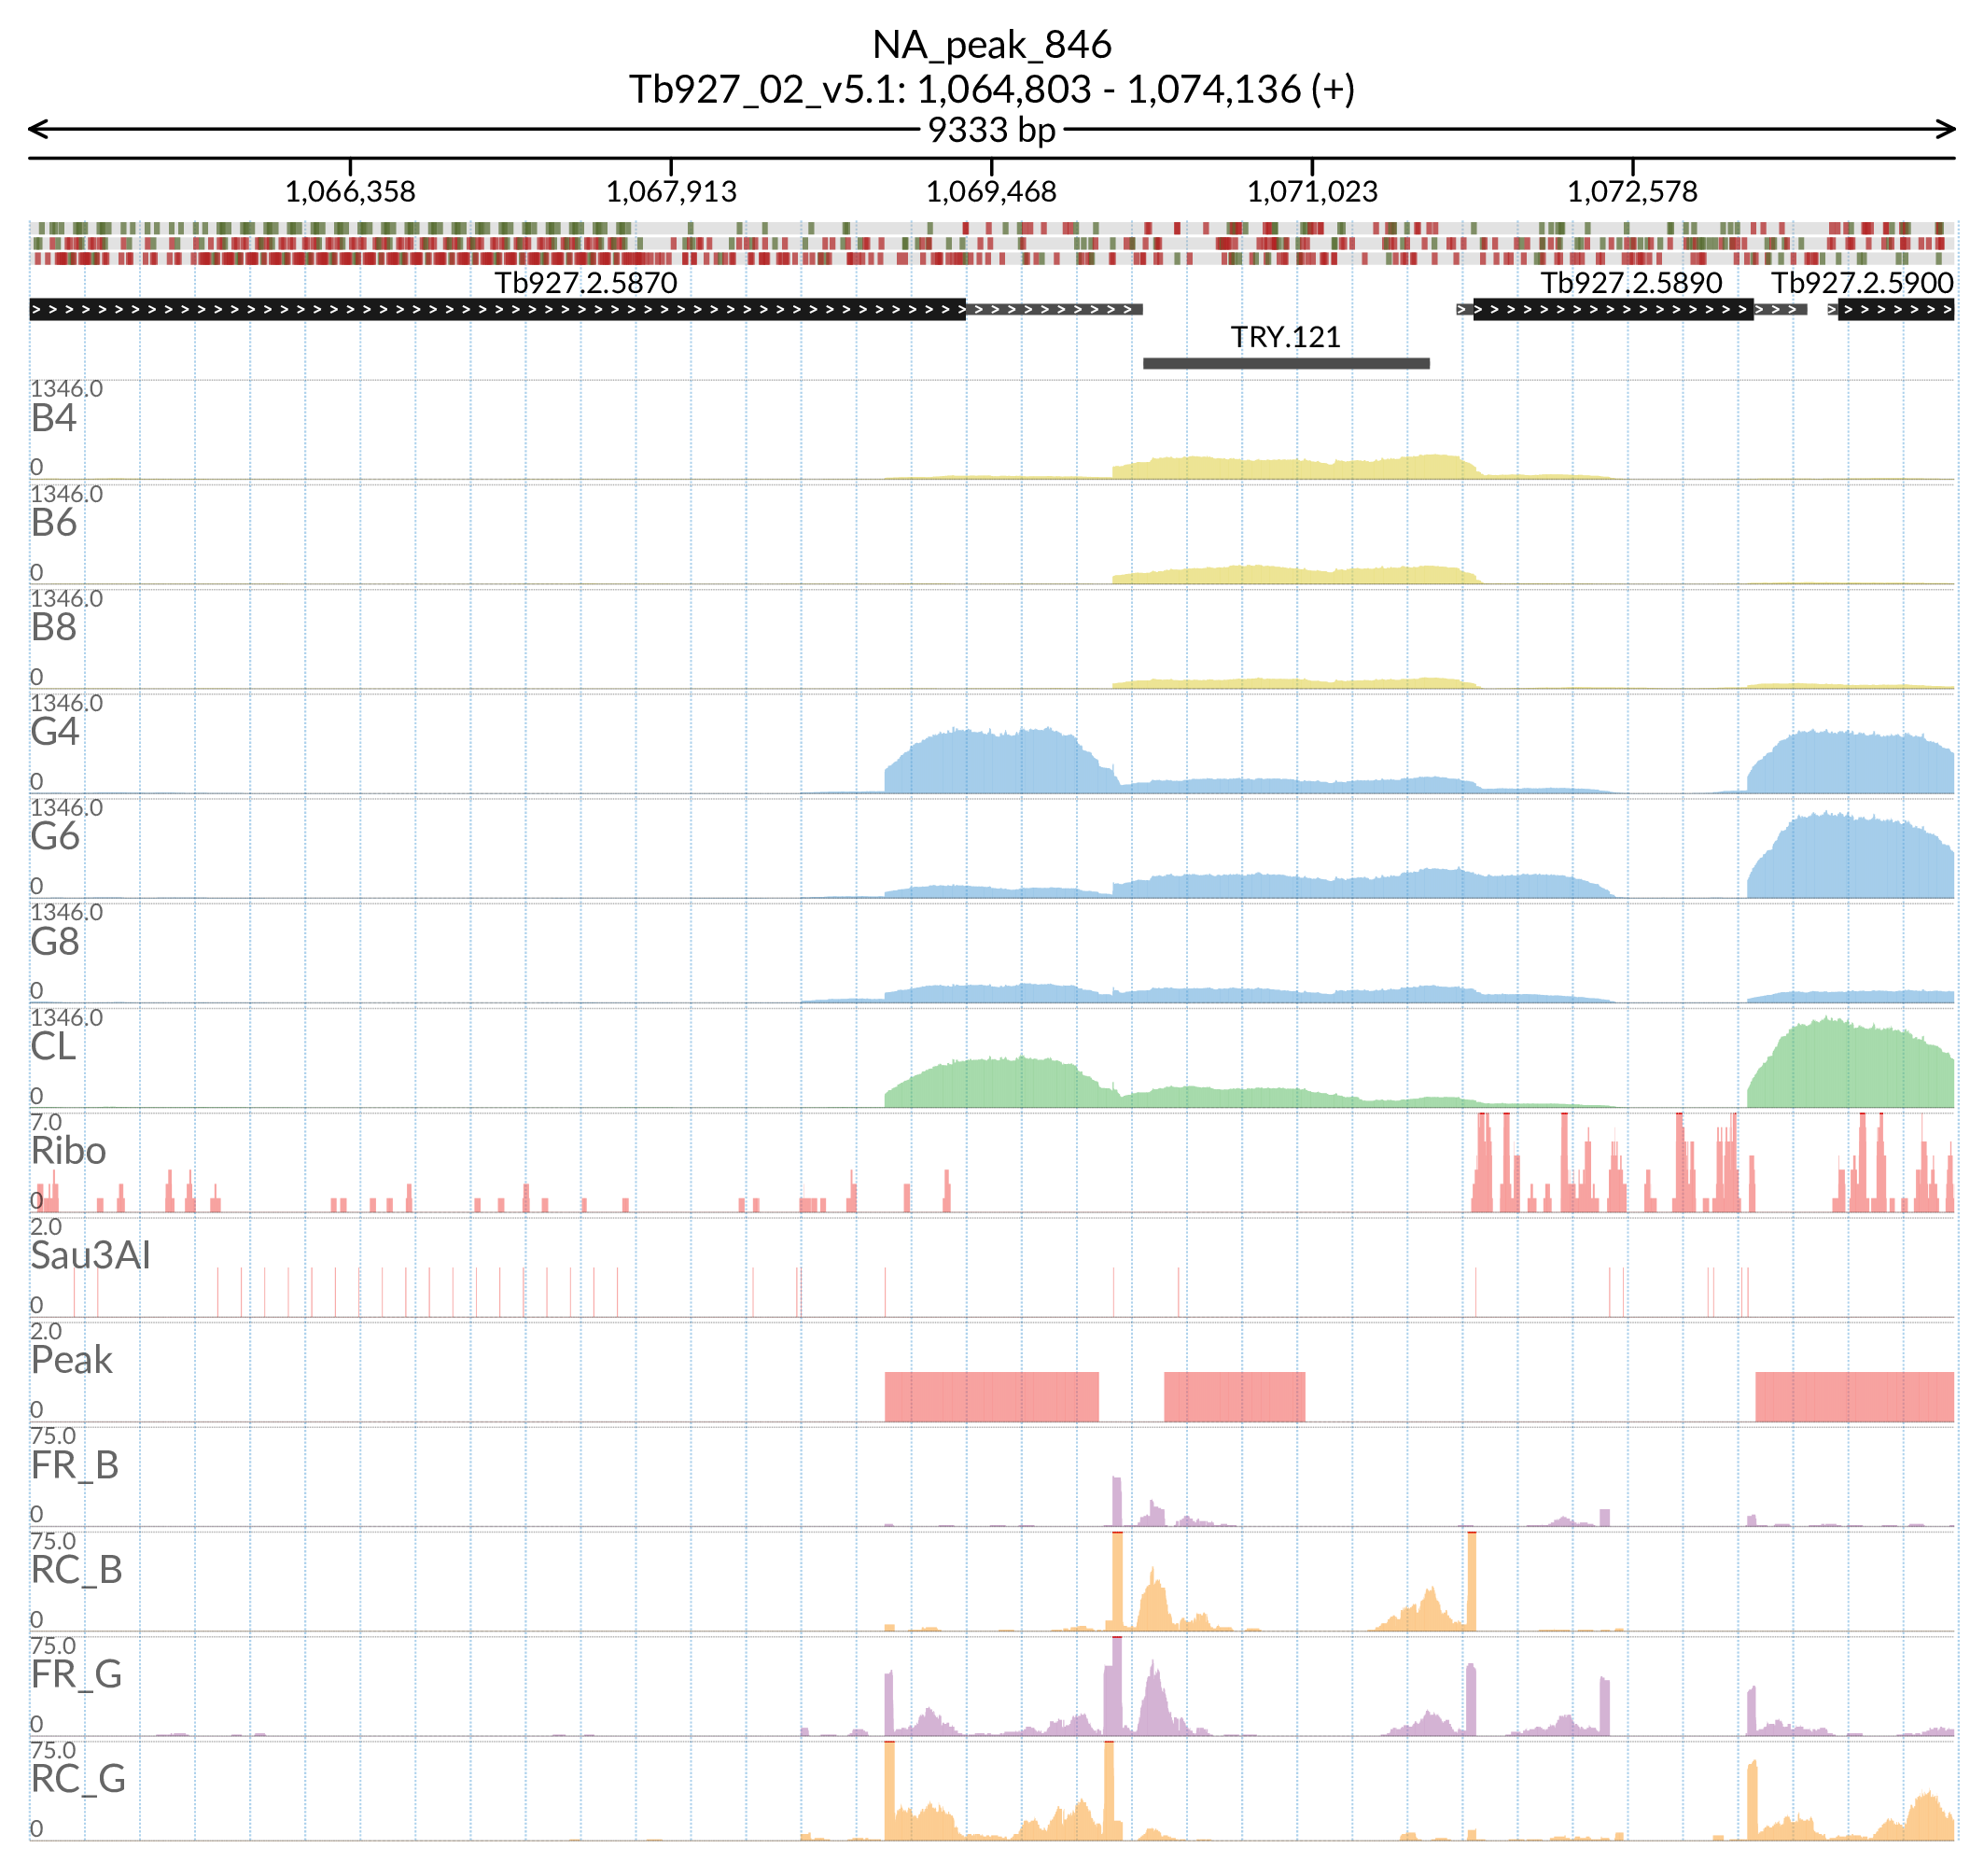 NA_peak_846
Tb927_02_v5.1: 1,064,803 - 1,074,136 (+)
9333 bp
1,066,358 1,067,913 1,069,468 1,071,023 1,072,578
Tb927.2.5870 Tb927.2.5890 Tb927.2.5900
TRY.121
1346.0
B4
0
1346.0
B6
0
1346.0
B8
0
1346.0
G4
0
1346.0
G6
0
1346.0
G8
0
1346.0
CL
0
7.0
Ribo
0
2.0
Sau3AI
0
2.0
Peak
0
75.0
FR_B
0
75.0
RC_B
0
75.0
FR_G
0
75.0
RC_G
0